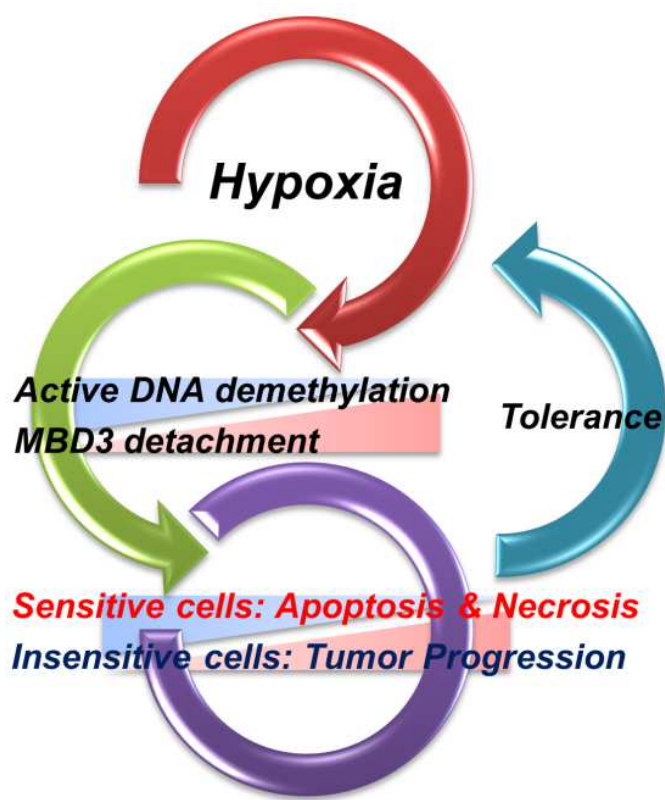 Hypoxia
Active DNA demethylation
MBD3 detachment
Tolerance
Sensitive cells: Apoptosis & Necrosis
Insensitive cells: Tumor Progression